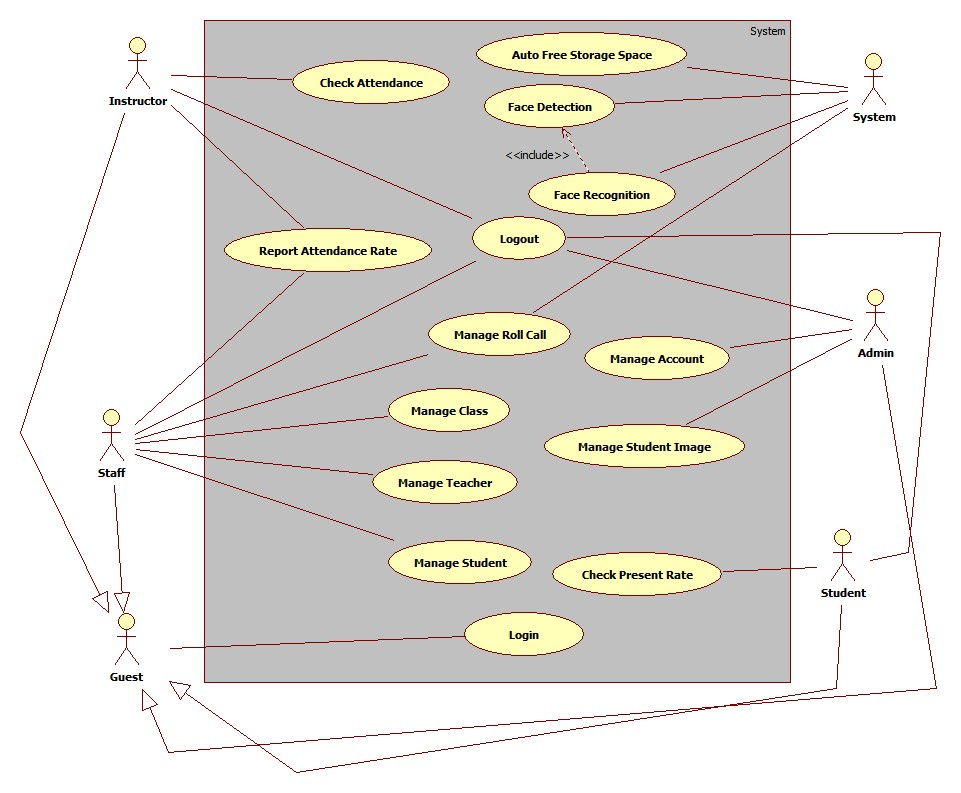 System
Auto Free Storage Space
Instructor
Check Attendance
Face Detection
System
<<include>>
Face Recognition
Logout
Report Attendance Rate
Manage Roll Call
Manage Account
Admin
Manage Class
Manage Student Image
Staff
Manage Teacher
Manage Student
Check Present Rate
Student
Login
Guest